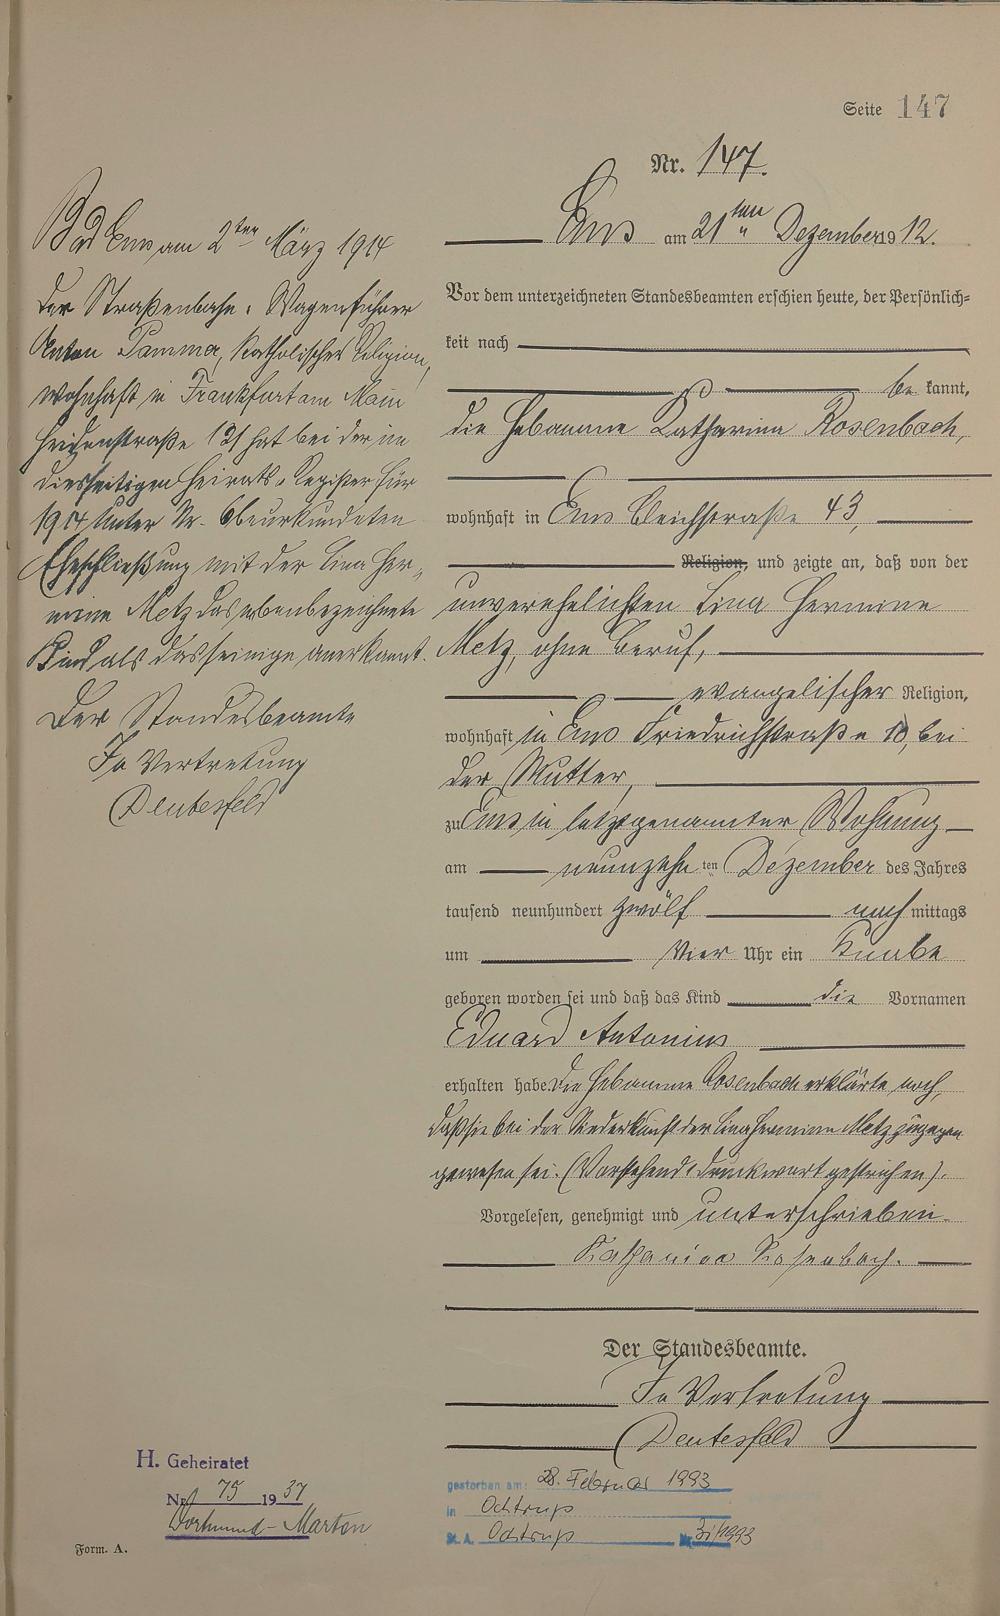 Seite 147
Nr. 147.
Ems am 21ten Dezember 1912.
Vor dem unterzeichneten Standesbeamten erschien heute, der Persönlich-
keit nach
be kannt,
die Hebamme Katharina Rosenbach,
wohnhaft in Ems Bleichstraße 43,
Religion, und zeigte an, daß von der
unverehelichten Lina Hermine
Metz, ohne Beruf,
evangelischer Religion,
wohnhaft in Ems Friedrichstraße 10, bei
der Mutter,
zu Ems in letztgenannter Wohnung
am neunzehnten Dezember des Jahres
tausend neunhundert zwölf nachmittags
um vier Uhr ein Knabe
geboren worden sei und daß das Kind die Vornamen
Eduard Antonius
erhalten habe. Die Hebamme Rosenbach erklärte noch,
daß sie bei der Niederkunft der Lina Hermine Metz zugegen
gewesen sei. (Vorstehend 1 Druckwort gestrichen).
Vorgelesen, genehmigt und unterschrieben.
Katharina Rosenbach.
Der Standesbeamte.
In Vertretung
Deutesfeld
Bad Ems am 2ten März 1914
Der Straßenbahn-Wagenführer
Anton Pamma, katholischer Religion,
wohnhaft in Frankfurt am Main
hat bei der im
diesseitigen Heirats-Register für
1914 unter Nr. 6 beurkundeten
Eheschließung mit der Lina Her-
mine Metz das nebenbezeichnete
Kind als das seinige anerkannt.
Der Standesbeamte
In Vertretung
Deutesfeld
H. Geheiratet
Nr. 75 1937
Dortmund-Marten
Form. A.
gestorben am: 28. Februar 1993
in Ochtrup
St. A. Ochtrup Nr. 31/1993